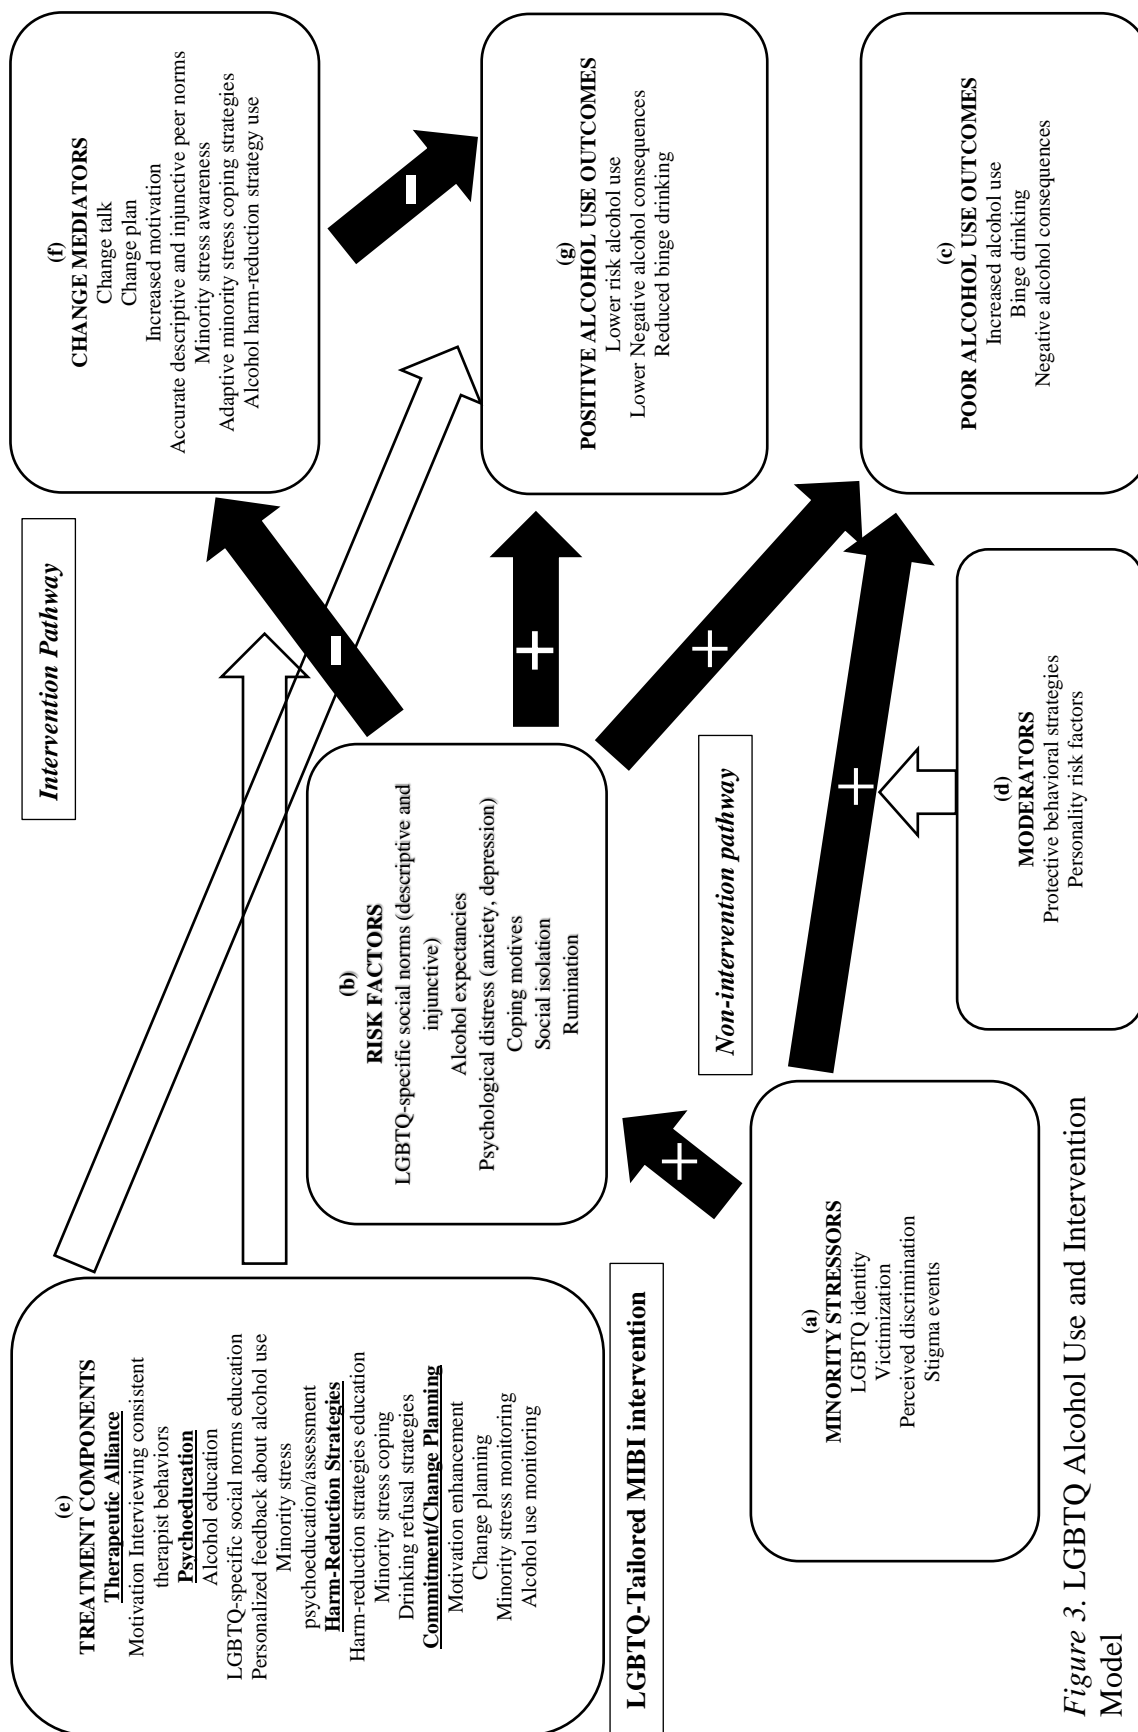 (e)
TREATMENT COMPONENTS
Therapeutic Alliance
Motivation Interviewing consistent
therapist behaviors
Psychoeducation
Alcohol education
LGBTQ-specific social norms education
Personalized feedback about alcohol use
Minority stress
psychoeducation/assessment
Harm-Reduction Strategies
Harm-reduction strategies education
Minority stress coping
Drinking refusal strategies
Commitment/Change Planning
Motivation enhancement
Change planning
Minority stress monitoring
Alcohol use monitoring
LGBTQ-Tailored MIBI intervention
Intervention Pathway
(b)
RISK FACTORS
LGBTQ-specific social norms (descriptive and
injunctive)
Alcohol expectancies
Psychological distress (anxiety, depression)
Coping motives
Social isolation
Rumination
(f)
CHANGE MEDIATORS
Change talk
Change plan
Increased motivation
Accurate descriptive and injunctive peer norms
Minority stress awareness
Adaptive minority stress coping strategies
Alcohol harm-reduction strategy use
-
-
+
+
+
+
(g)
POSITIVE ALCOHOL USE OUTCOMES
Lower risk alcohol use
Lower Negative alcohol consequences
Reduced binge drinking
Non-intervention pathway
(a)
MINORITY STRESSORS
LGBTQ identity
Victimization
Perceived discrimination
Stigma events
(d)
MODERATORS
Protective behavioral strategies
Personality risk factors
(c)
POOR ALCOHOL USE OUTCOMES
Increased alcohol use
Binge drinking
Negative alcohol consequences
Figure 3. LGBTQ Alcohol Use and Intervention
Model